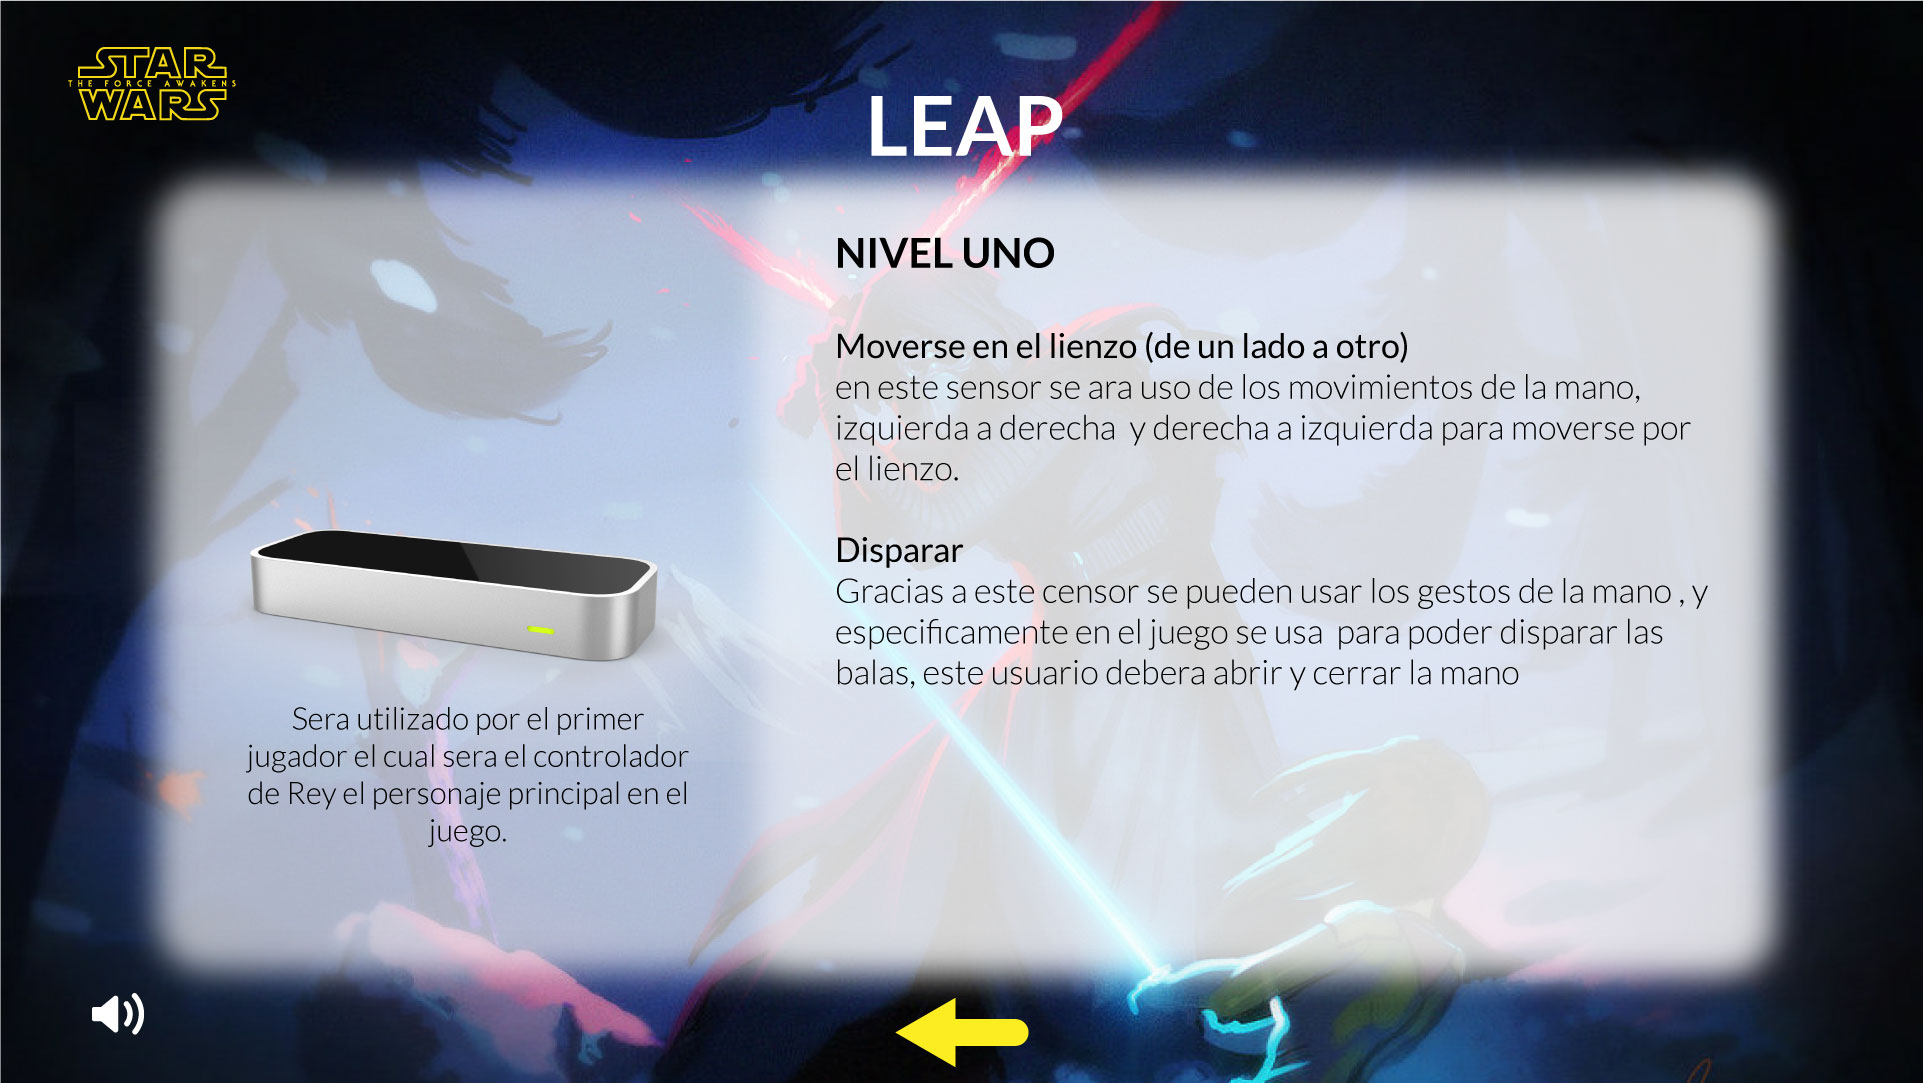 STAR
THE FORCE AWAKENS
WARS
LEAP
NIVEL UNO
Moverse en el lienzo (de un lado a otro)
en este sensor se ara uso de los movimientos de la mano,
izquierda a derecha  y derecha a izquierda para moverse por
el lienzo.
Disparar
Gracias a este censor se pueden usar los gestos de la mano , y
especificamente en el juego se usa  para poder disparar las
balas, este usuario debera abrir y cerrar la mano
Sera utilizado por el primer
jugador el cual sera el controlador
de Rey el personaje principal en el
juego.